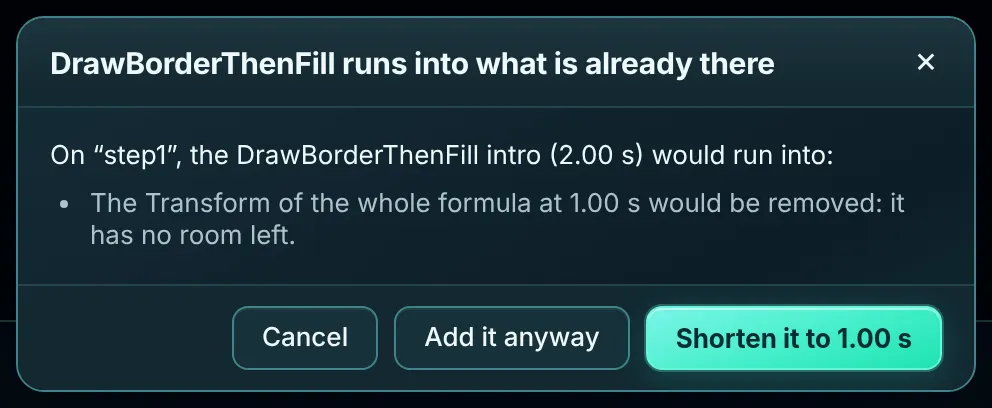 DrawBorderThenFill runs into what is already there
On “step1”, the DrawBorderThenFill intro (2.00 s) would run into:
• The Transform of the whole formula at 1.00 s would be removed: it
has no room left.
Cancel
Add it anyway
Shorten it to 1.00 s